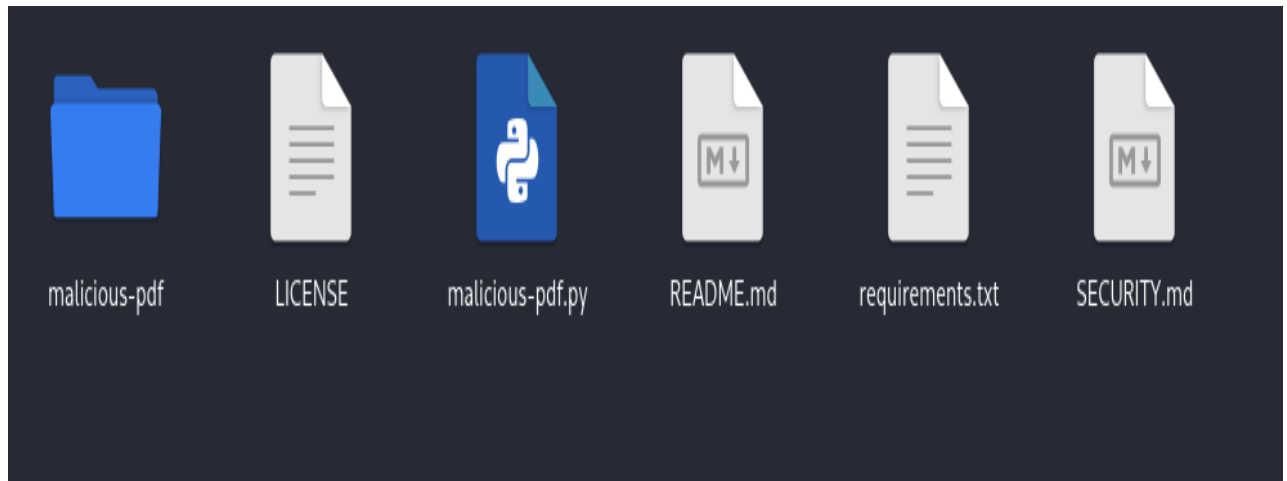 malicious-pdf
LICENSE
malicious-pdf.py
M
README.md
requirements.txt
M
SECURITY.md